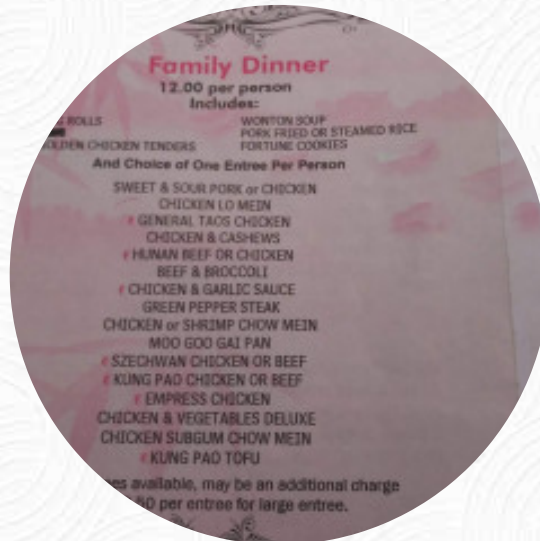 Family Dinner
12.00 per person
Includes:
ROLLS WONTON SOUP
PORK FRIED OR STEAMED RICE
GOLDEN CHICKEN TENDERS FORTUNE COOKIES
And Choice of One Entree Per Person
SWEET & SOUR PORK or CHICKEN
CHICKEN LO MEIN
GENERAL TAOS CHICKEN
CHICKEN & CASHEWS
HUNAN BEEF OR CHICKEN
BEEF & BROCCOLI
CHICKEN & GARLIC SAUCE
GREEN PEPPER STEAK
CHICKEN or SHRIMP CHOW MEIN
MOO GOO GAI PAN
SZECHWAN CHICKEN OR BEEF
KUNG PAO CHICKEN OR BEEF
EMPRESS CHICKEN
CHICKEN & VEGETABLES DELUXE
CHICKEN SUBGUM CHOW MEIN
KUNG PAO TOFU
available, may be an additional charge
50 per entree for large entree.